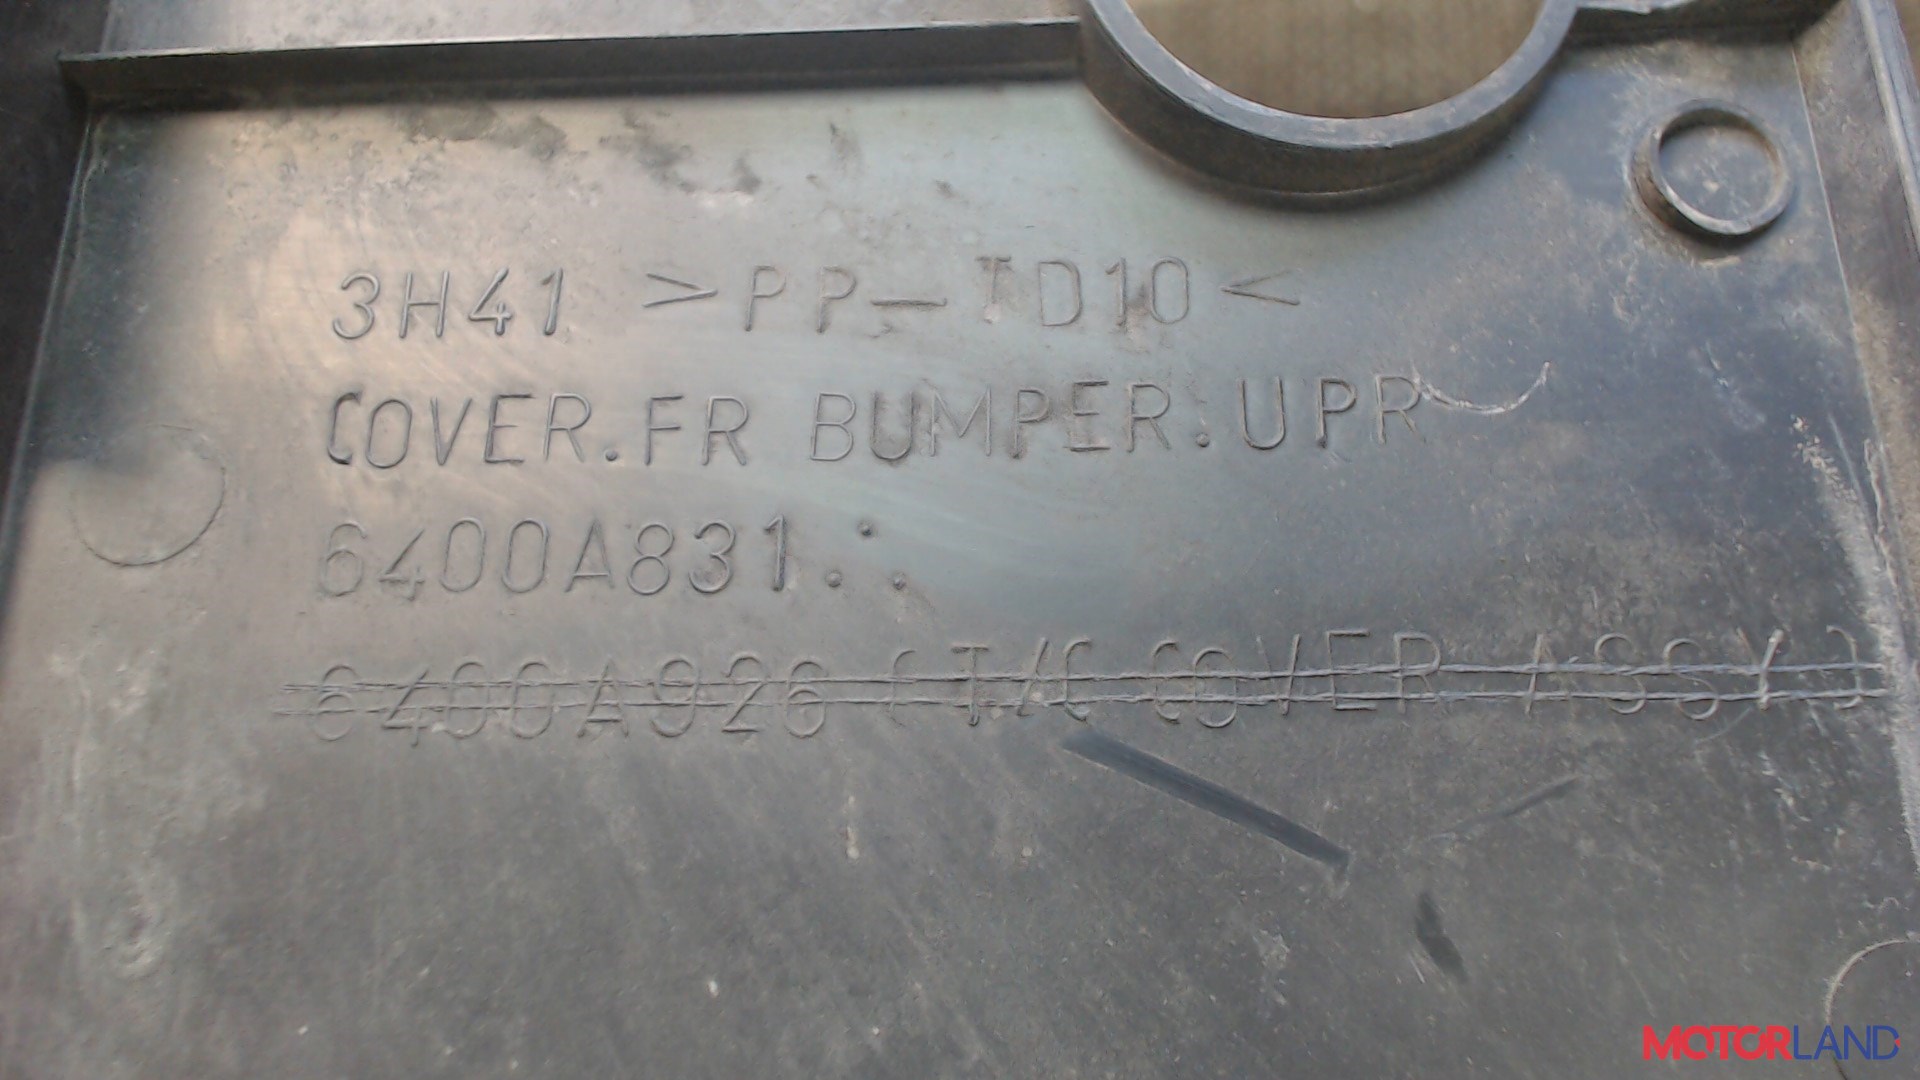 3H41 >PP-TD10<
COVER.FR BUMPER.UPR
6400A831
6400A926 (T/C COVER ASSY)
MOTORLAND